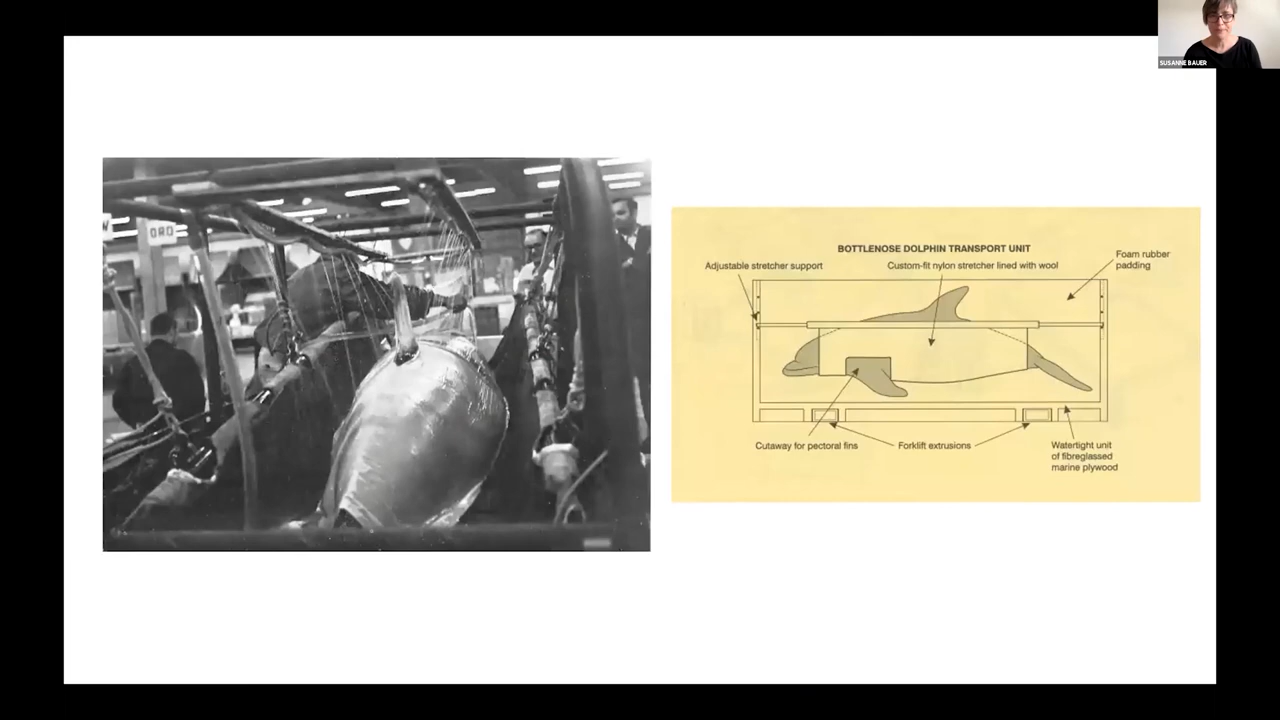 SUSANNE BAUER
ORD
BOTTLENOSE DOLPHIN TRANSPORT UNIT
Adjustable stretcher support
Custom-fit nylon stretcher lined with wool
Foam rubber
padding
Cutaway for pectoral fins
Forklift extrusions
Watertight unit
of fibreglassed
marine plywood